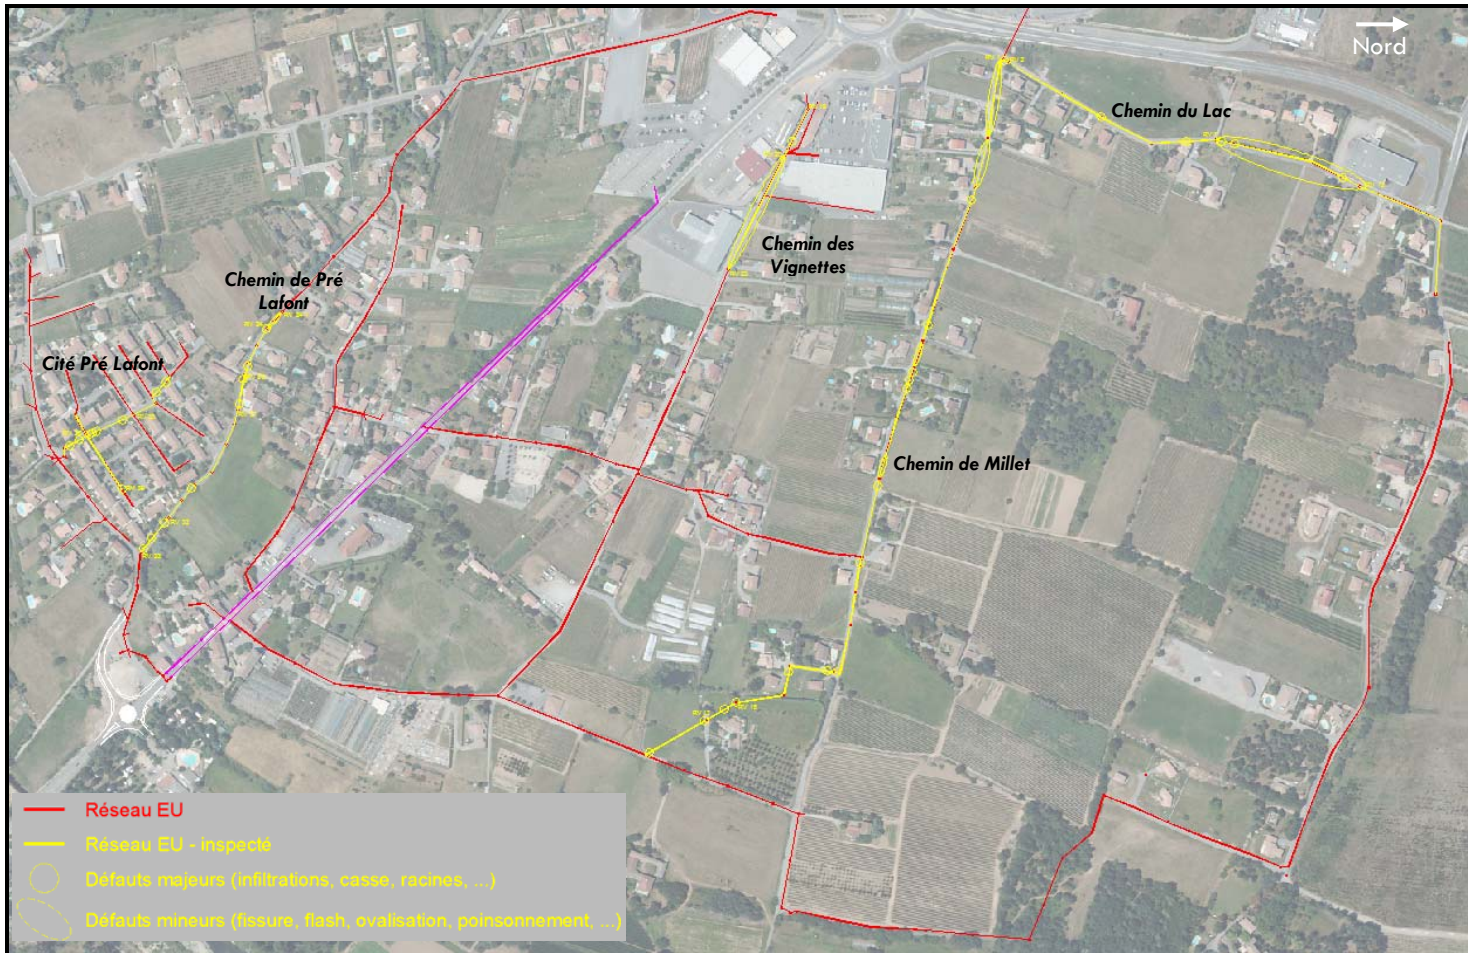 Nord
Chemin du Lac
Chemin des
Vignettes
Chemin de Pré
Lafont
Cité Pré Lafont
Chemin de Millet
Réseau EU
Réseau EU - inspecté
Défauts majeurs (infiltrations, casse, racines, ...)
Défauts mineurs (fissure, flash, ovalisation, poinsonnement, ...)